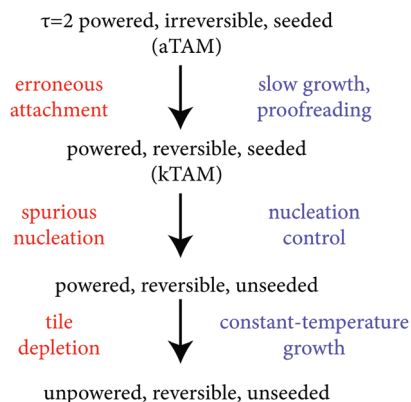 τ=2 powered, irreversible, seeded
(aTAM)
erroneous
attachment
slow growth,
proofreading
powered, reversible, seeded
(kTAM)
spurious
nucleation
nucleation
control
powered, reversible, unseeded
tile
depletion
constant-temperature
growth
unpowered, reversible, unseeded